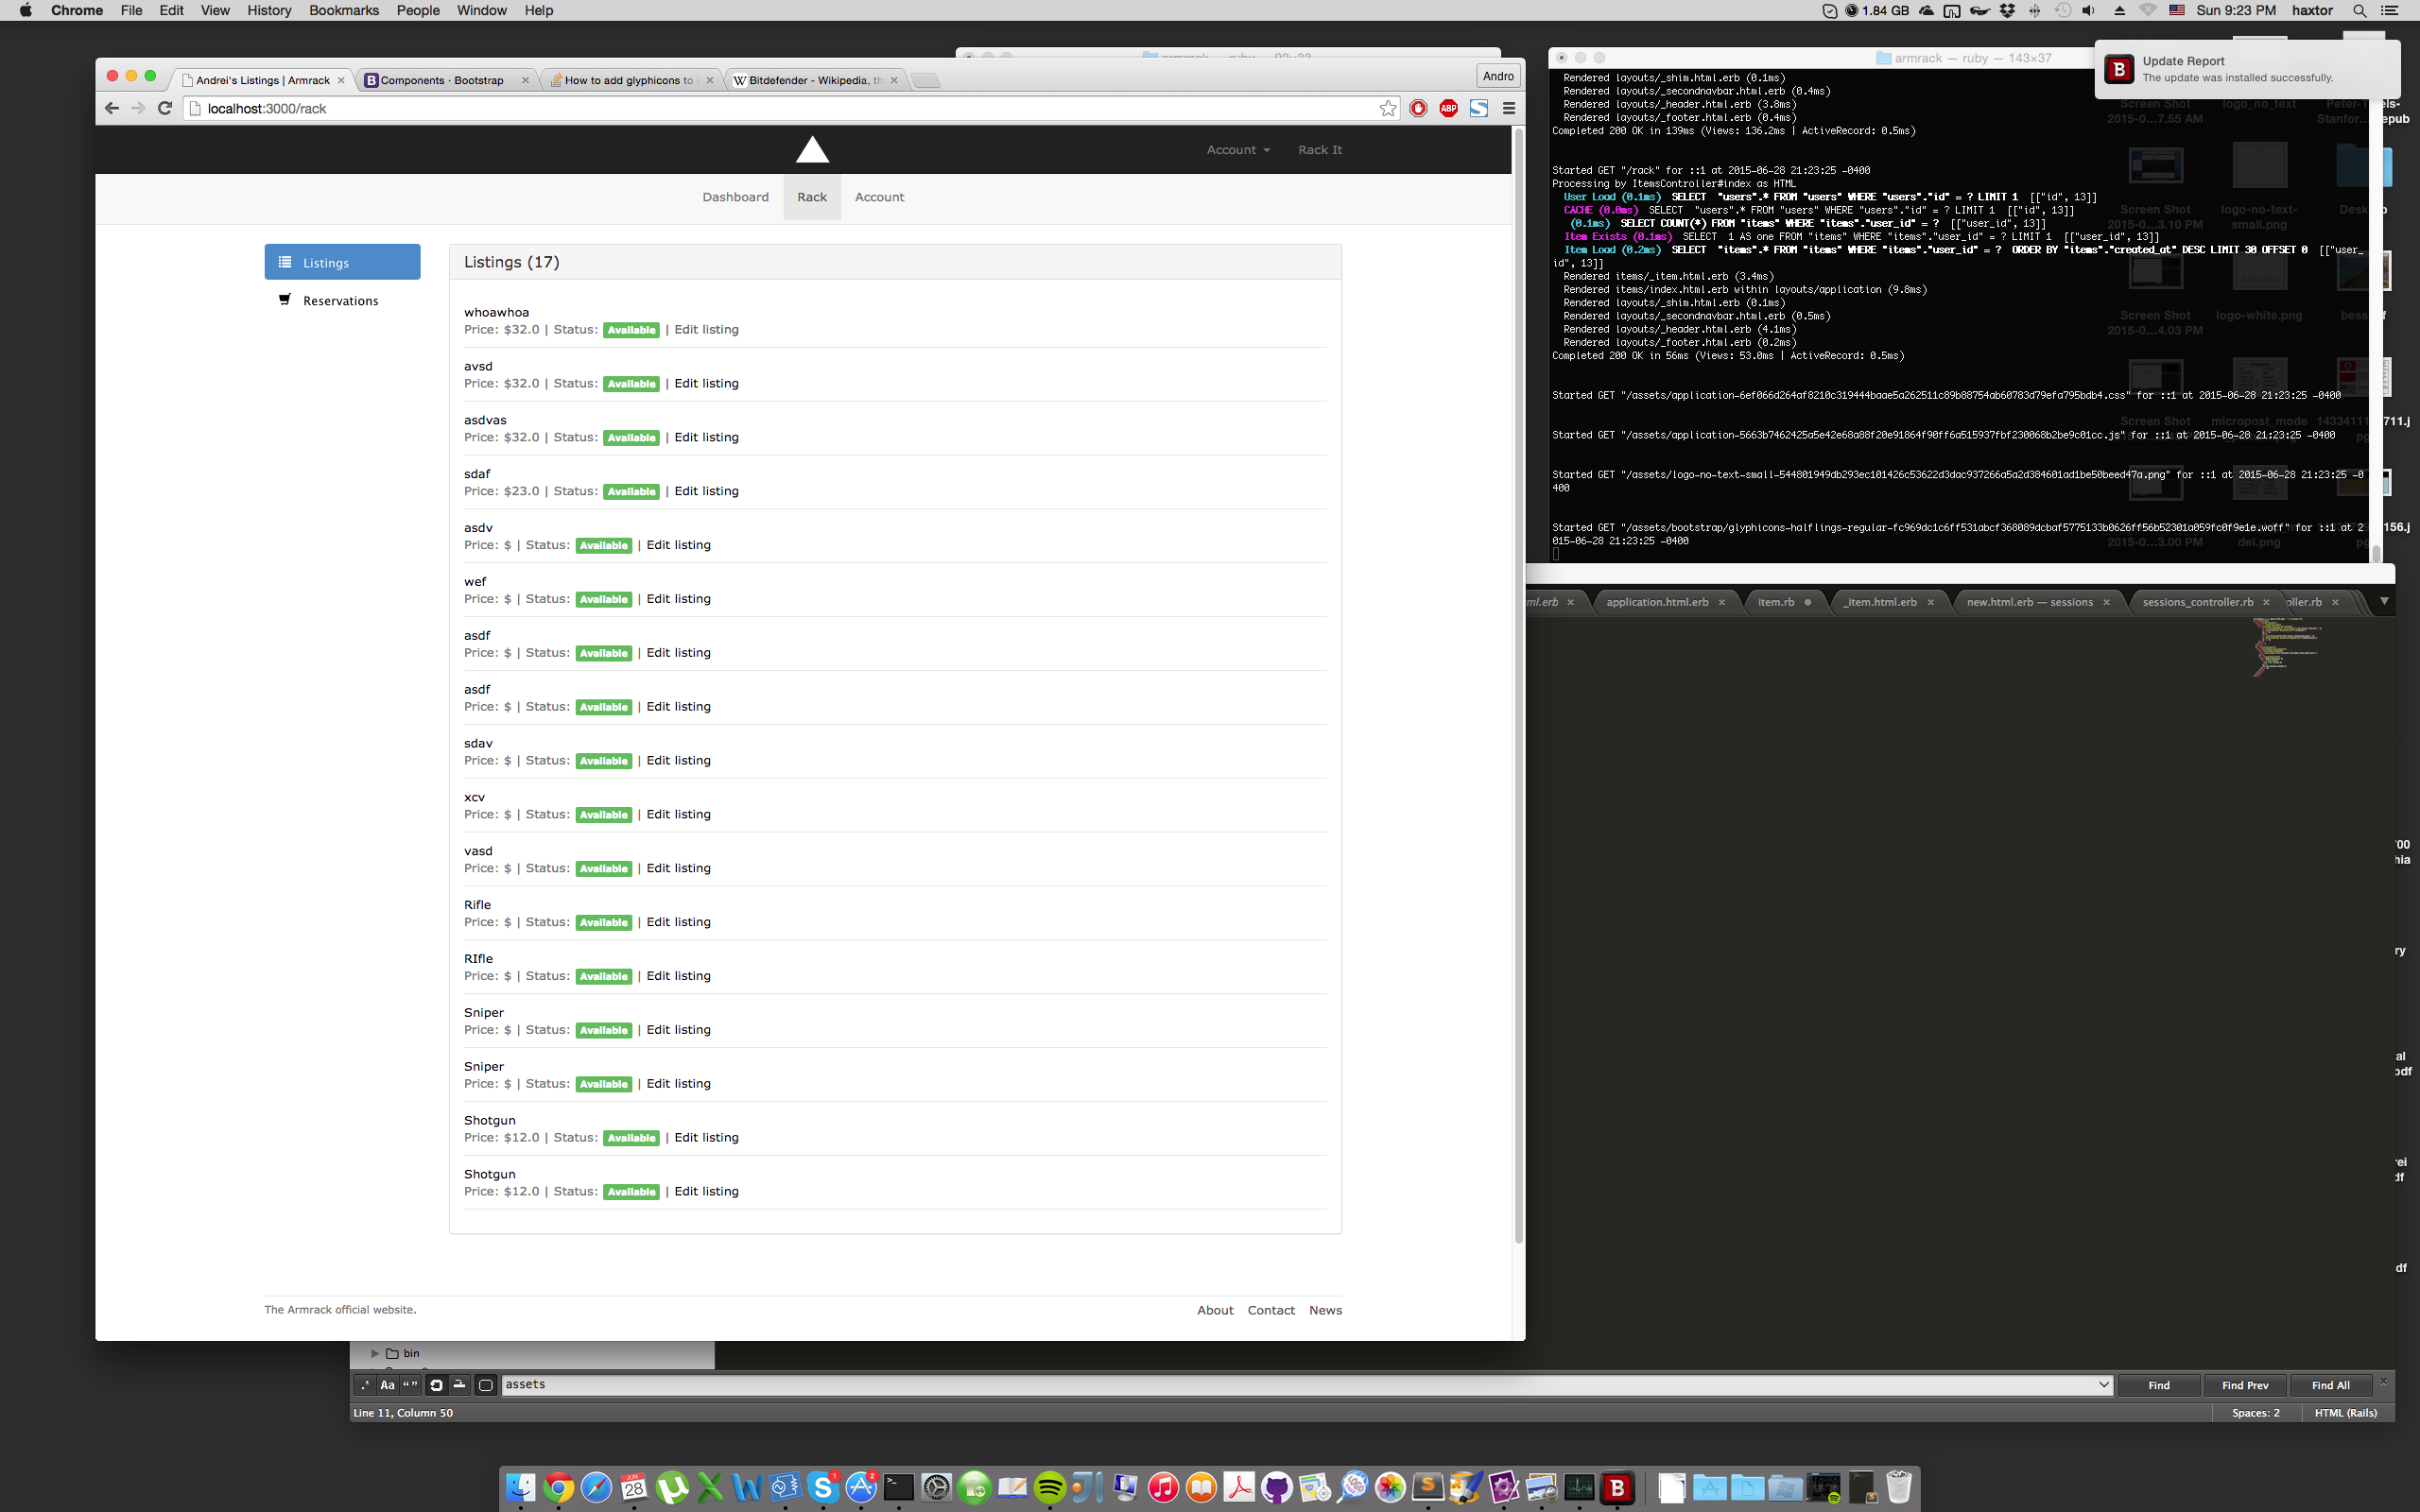 Chrome File Edit View History Bookmarks People Window Help
1.84 GB Sun 9:23 PM haxtor
armrack — ruby — 143×37
Update Report
The update was installed successfully.
Andrei's Listings | Armrack
Components · Bootstrap
How to add glyphicons to
Bitdefender - Wikipedia, th
Andro
localhost:3000/rack
ABP
Account Rack It
Dashboard Rack Account
Listings
Reservations
Listings (17)
whoawhoa
Price: $32.0 | Status: Available | Edit listing
avsd
Price: $32.0 | Status: Available | Edit listing
asdvas
Price: $32.0 | Status: Available | Edit listing
sdaf
Price: $23.0 | Status: Available | Edit listing
asdv
Price: $ | Status: Available | Edit listing
wef
Price: $ | Status: Available | Edit listing
asdf
Price: $ | Status: Available | Edit listing
asdf
Price: $ | Status: Available | Edit listing
sdav
Price: $ | Status: Available | Edit listing
xcv
Price: $ | Status: Available | Edit listing
vasd
Price: $ | Status: Available | Edit listing
Rifle
Price: $ | Status: Available | Edit listing
RIfle
Price: $ | Status: Available | Edit listing
Sniper
Price: $ | Status: Available | Edit listing
Sniper
Price: $ | Status: Available | Edit listing
Shotgun
Price: $12.0 | Status: Available | Edit listing
Shotgun
Price: $12.0 | Status: Available | Edit listing
The Armrack official website.
About Contact News
Rendered layouts/_shim.html.erb (0.1ms)
Rendered layouts/_secondnavbar.html.erb (0.4ms)
Rendered layouts/_header.html.erb (3.8ms)
Rendered layouts/_footer.html.erb (0.4ms)
Completed 200 OK in 139ms (Views: 136.2ms | ActiveRecord: 0.5ms)
Started GET "/rack" for ::1 at 2015-06-28 21:23:25 -0400
Processing by ItemsController#index as HTML
User Load (0.1ms) SELECT "users".* FROM "users" WHERE "users"."id" = ? LIMIT 1 [["id", 13]]
CACHE (0.0ms) SELECT "users".* FROM "users" WHERE "users"."id" = ? LIMIT 1 [["id", 13]]
(0.1ms) SELECT COUNT(*) FROM "items" WHERE "items"."user_id" = ? [["user_id", 13]]
Item Exists (0.1ms) SELECT 1 AS one FROM "items" WHERE "items"."user_id" = ? LIMIT 1 [["user_id", 13]]
Item Load (0.2ms) SELECT "items".* FROM "items" WHERE "items"."user_id" = ? ORDER BY "items"."created_at" DESC LIMIT 30 OFFSET 0 [["user_
id", 13]]
Rendered items/_item.html.erb (3.4ms)
Rendered items/index.html.erb within layouts/application (9.8ms)
Rendered layouts/_shim.html.erb (0.1ms)
Rendered layouts/_secondnavbar.html.erb (0.5ms)
Rendered layouts/_header.html.erb (4.1ms)
Rendered layouts/_footer.html.erb (0.2ms)
Completed 200 OK in 56ms (Views: 53.0ms | ActiveRecord: 0.5ms)
Started GET "/assets/application-6ef066d264af8210c319444baae5a262511c89b88754ab60783d79efa795bdb4.css" for ::1 at 2015-06-28 21:23:25 -0400
Started GET "/assets/application-5663b7462425a5e42e68a88f20e91864f90ff6a515937fbf230068b2be9c01cc.js" for ::1 at 2015-06-28 21:23:25 -0400
Started GET "/assets/logo-no-text-small-544801949db293ec101426c53622d3dac937266a5a2d384601ad1be50beed47a.png" for ::1 at 2015-06-28 21:23:25 -0
400
Started GET "/assets/bootstrap/glyphicons-halflings-regular-fc969dc1c6ff531abcf368089dcbaf5775133b0626ff56b52301a059fc0f9e1e.woff" for ::1 at 2
015-06-28 21:23:25 -0400
ml.erb application.html.erb item.rb _item.html.erb new.html.erb — sessions sessions_controller.rb oller.rb
bin
assets
Find Find Prev Find All
Line 11, Column 50
Spaces: 2 HTML (Rails)